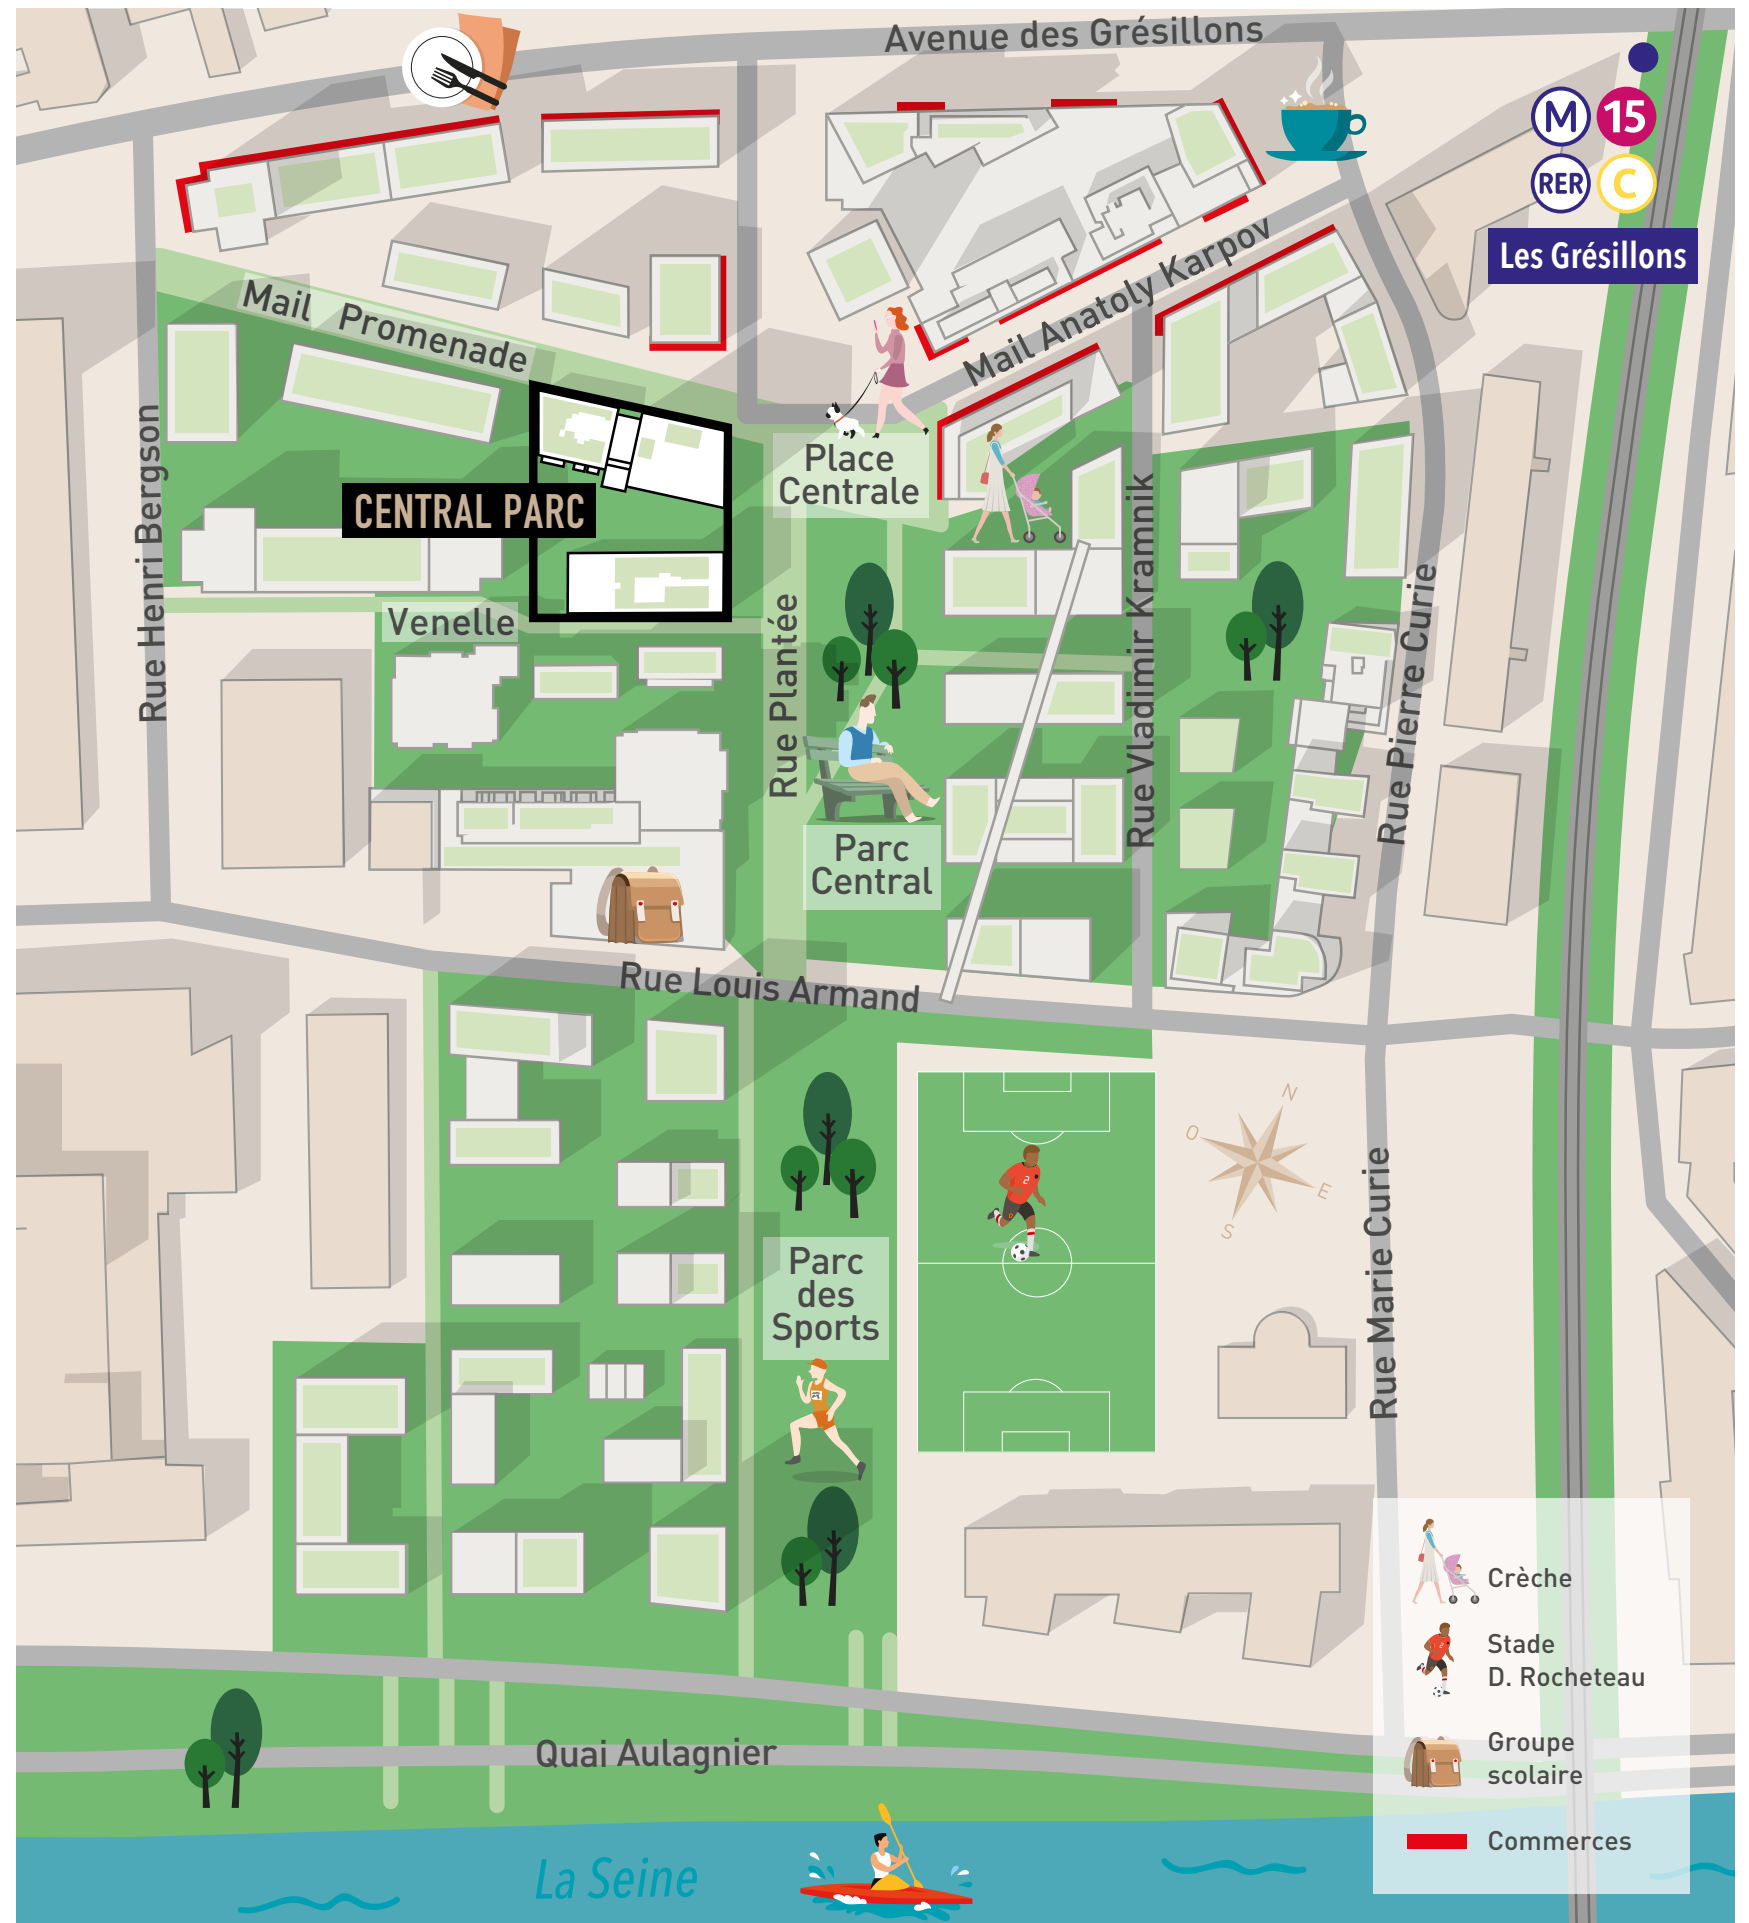 Avenue des Grésillons
M
15
RER
C
Les Grésillons
Mail Promenade
Mail Anatoly Karpov
Rue Henri Bergson
Place
Centrale
CENTRAL PARC
Venelle
Rue Plantée
Rue Vladimir Kramnik
Rue Pierre Curie
Parc
Central
Rue Louis Armand
N
O
E
S
Parc
des
Sports
2
Rue Marie Curie
Crèche
Stade
D. Rocheteau
Groupe
scolaire
Commerces
Quai Aulagnier
La Seine